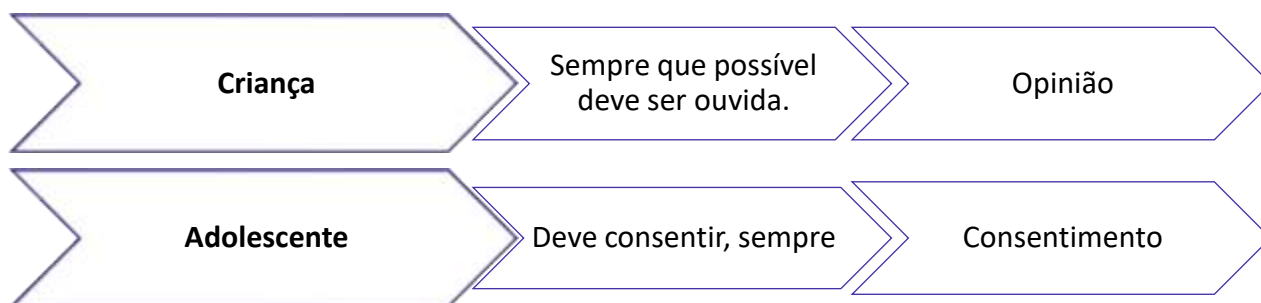 Criança
Sempre que possível
deve ser ouvida.
Opinião
Adolescente
Deve consentir, sempre
Consentimento